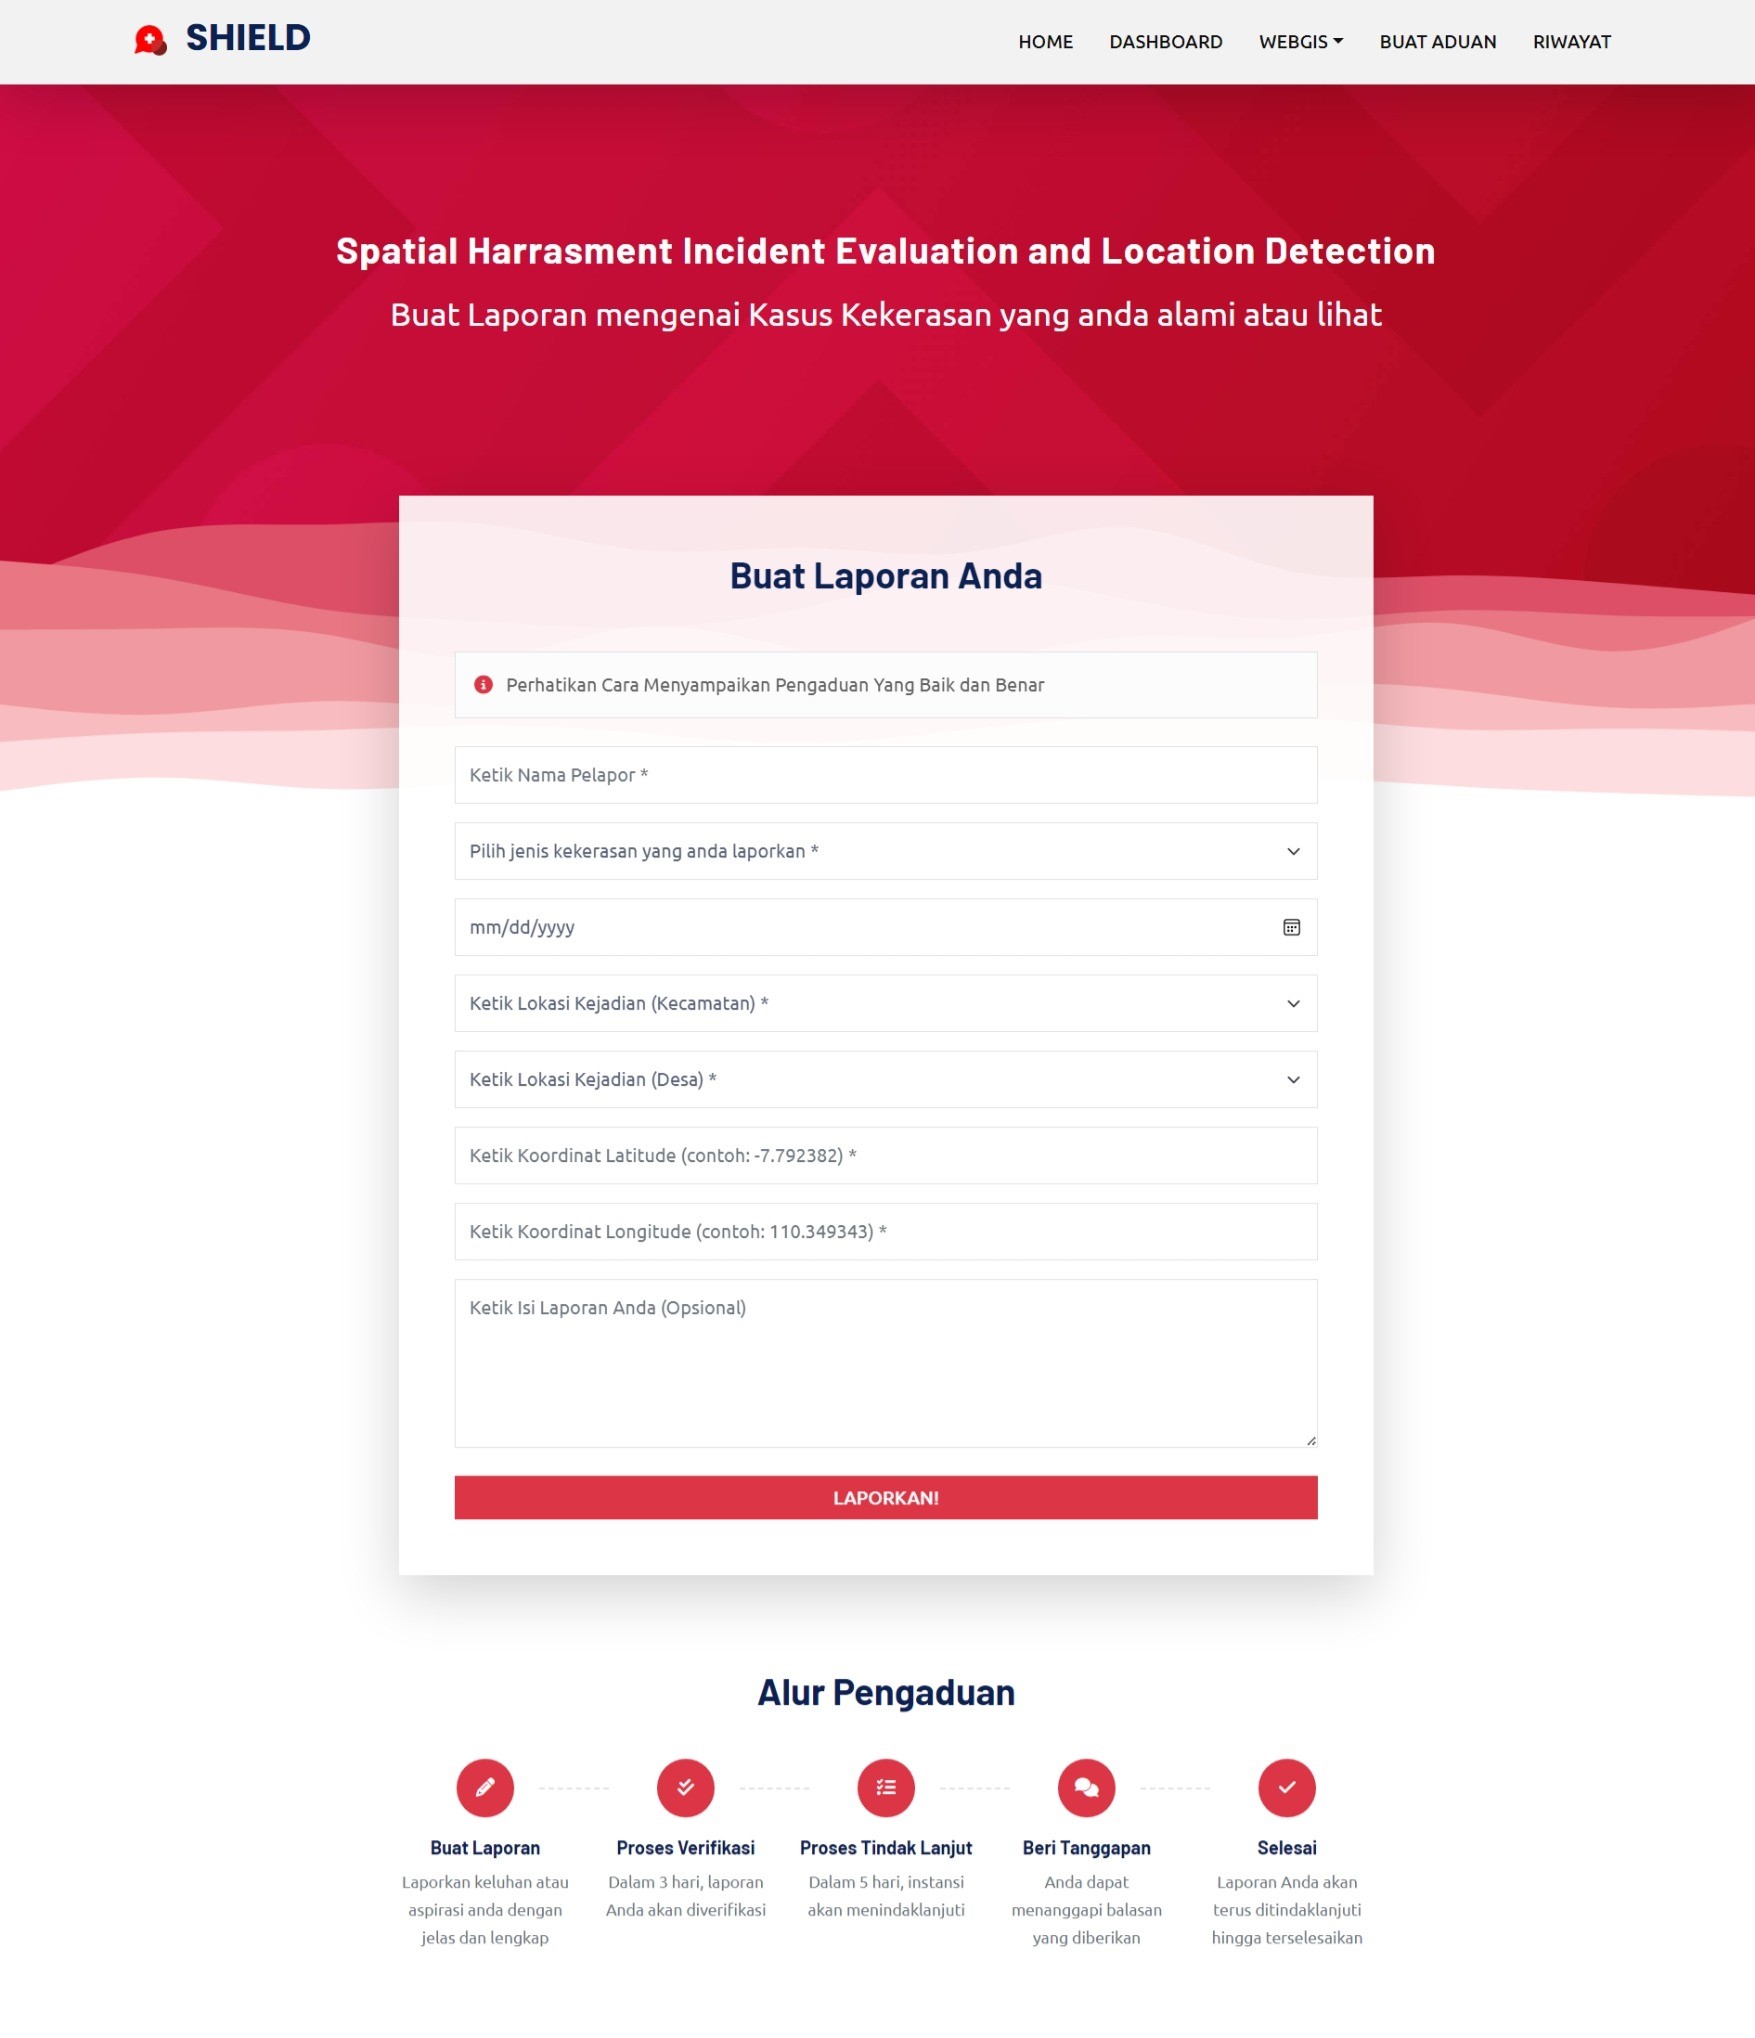 SHIELD
HOME DASHBOARD WEBGIS BUAT ADUAN RIWAYAT
Spatial Harrasment Incident Evaluation and Location Detection
Buat Laporan mengenai Kasus Kekerasan yang anda alami atau lihat
Buat Laporan Anda
Perhatikan Cara Menyampaikan Pengaduan Yang Baik dan Benar
Ketik Nama Pelapor *
Pilih jenis kekerasan yang anda laporkan *
mm/dd/yyyy
Ketik Lokasi Kejadian (Kecamatan) *
Ketik Lokasi Kejadian (Desa) *
Ketik Koordinat Latitude (contoh: -7.792382) *
Ketik Koordinat Longitude (contoh: 110.349343) *
Ketik Isi Laporan Anda (Opsional)
LAPORKAN!
Alur Pengaduan
Buat Laporan
Laporkan keluhan atau
aspirasi anda dengan
jelas dan lengkap
Proses Verifikasi
Dalam 3 hari, laporan
Anda akan diverifikasi
Proses Tindak Lanjut
Dalam 5 hari, instansi
akan menindaklanjuti
Beri Tanggapan
Anda dapat
menanggapi balasan
yang diberikan
Selesai
Laporan Anda akan
terus ditindaklanjuti
hingga terselesaikan